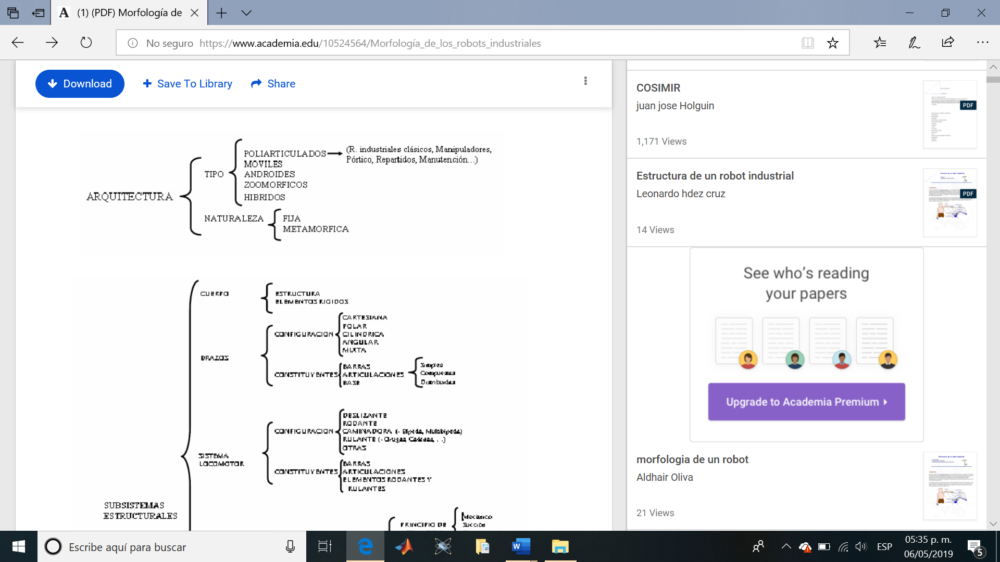 (1) (PDF) Morfología de
No seguro https://www.academia.edu/10524564/Morfología_de_los_robots_industriales
Download
Save To Library
Share
ARQUITECTURA
TIPO
POLIARTICULADOS
(R. industriales clásicos, Manipuladores,
Pórtico, Repartidos, Manutención...)
MOVILES
ANDROIDES
ZOOMORFICOS
HIBRIDOS
NATURALEZA
FIJA
METAMORFICA
SUBSISTEMAS
ESTRUCTURALES
CUERPO
ESTRUCTURA
ELEMENTOS RIGIDOS
BRAZOS
CONFIGURACION
CARTESIANA
POLAR
CILINDRICA
ANGULAR
MIXTA
CONSTITUYENTES
BARRAS
ARTICULACIONES
BASE
Simples
Compuestas
Distribuidas
SISTEMA
LOCOMOTOR
CONFIGURACION
DESLIZANTE
RODANTE
CAMINADORA (- Bípeda, Multibípeda)
RULANTE (- Orugas, Cadenas, . .)
OTRAS
CONSTITUYENTES
BARRAS
ARTICULACIONES
ELEMENTOS RODANTES Y
RULANTES
PRINCIPIO DE
Mecánico
Succión
COSIMIR
juan jose Holguin
1,171 Views
PDF
Estructura de un robot industrial
Leonardo hdez cruz
14 Views
PDF
See who's reading
your papers
Upgrade to Academia Premium
morfologia de un robot
Aldhair Oliva
21 Views
Escribe aquí para buscar
ESP
05:35 p. m.
06/05/2019
5